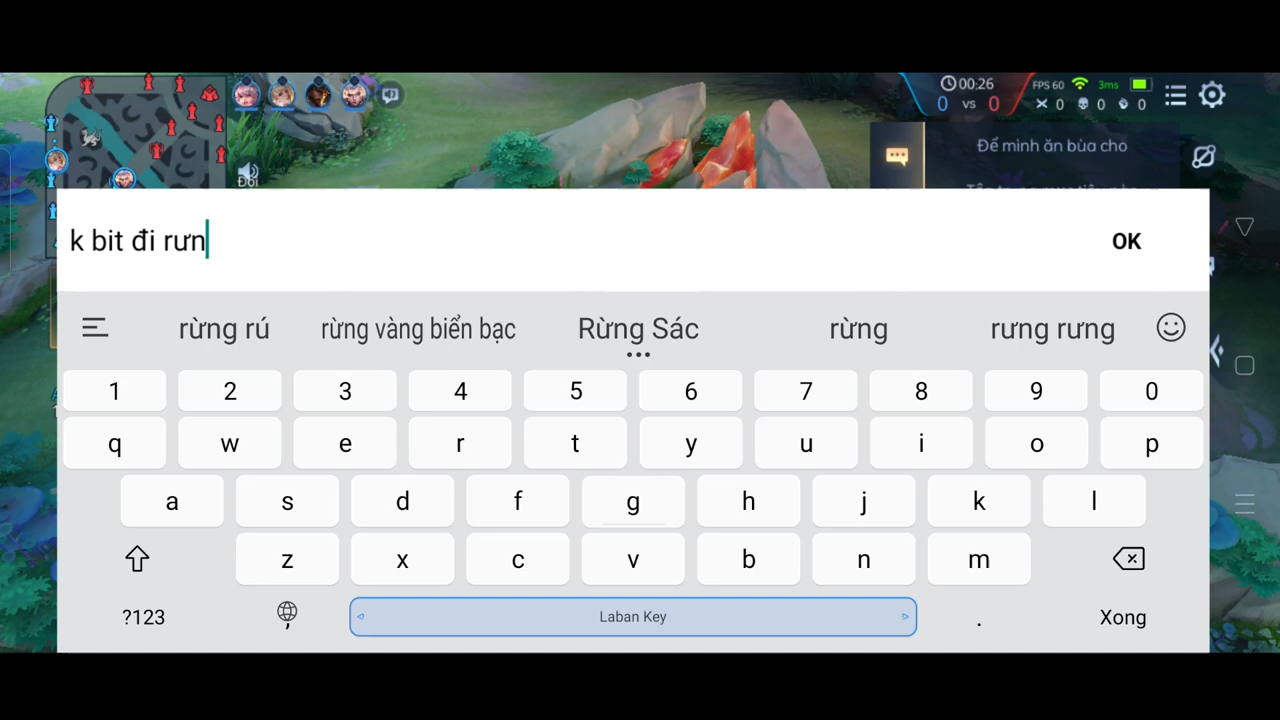 00:26
0 vs 0
FPS 60 3ms
0 0 0
Để mình ăn bùa cho
Đội
k bit đi rưn
OK
rừng rú rừng vàng biển bạc Rừng Sác rừng rưng rưng
1 2 3 4 5 6 7 8 9 0
q w e r t y u i o p
a s d f g h j k l
z x c v b n m
?123 , Laban Key . Xong